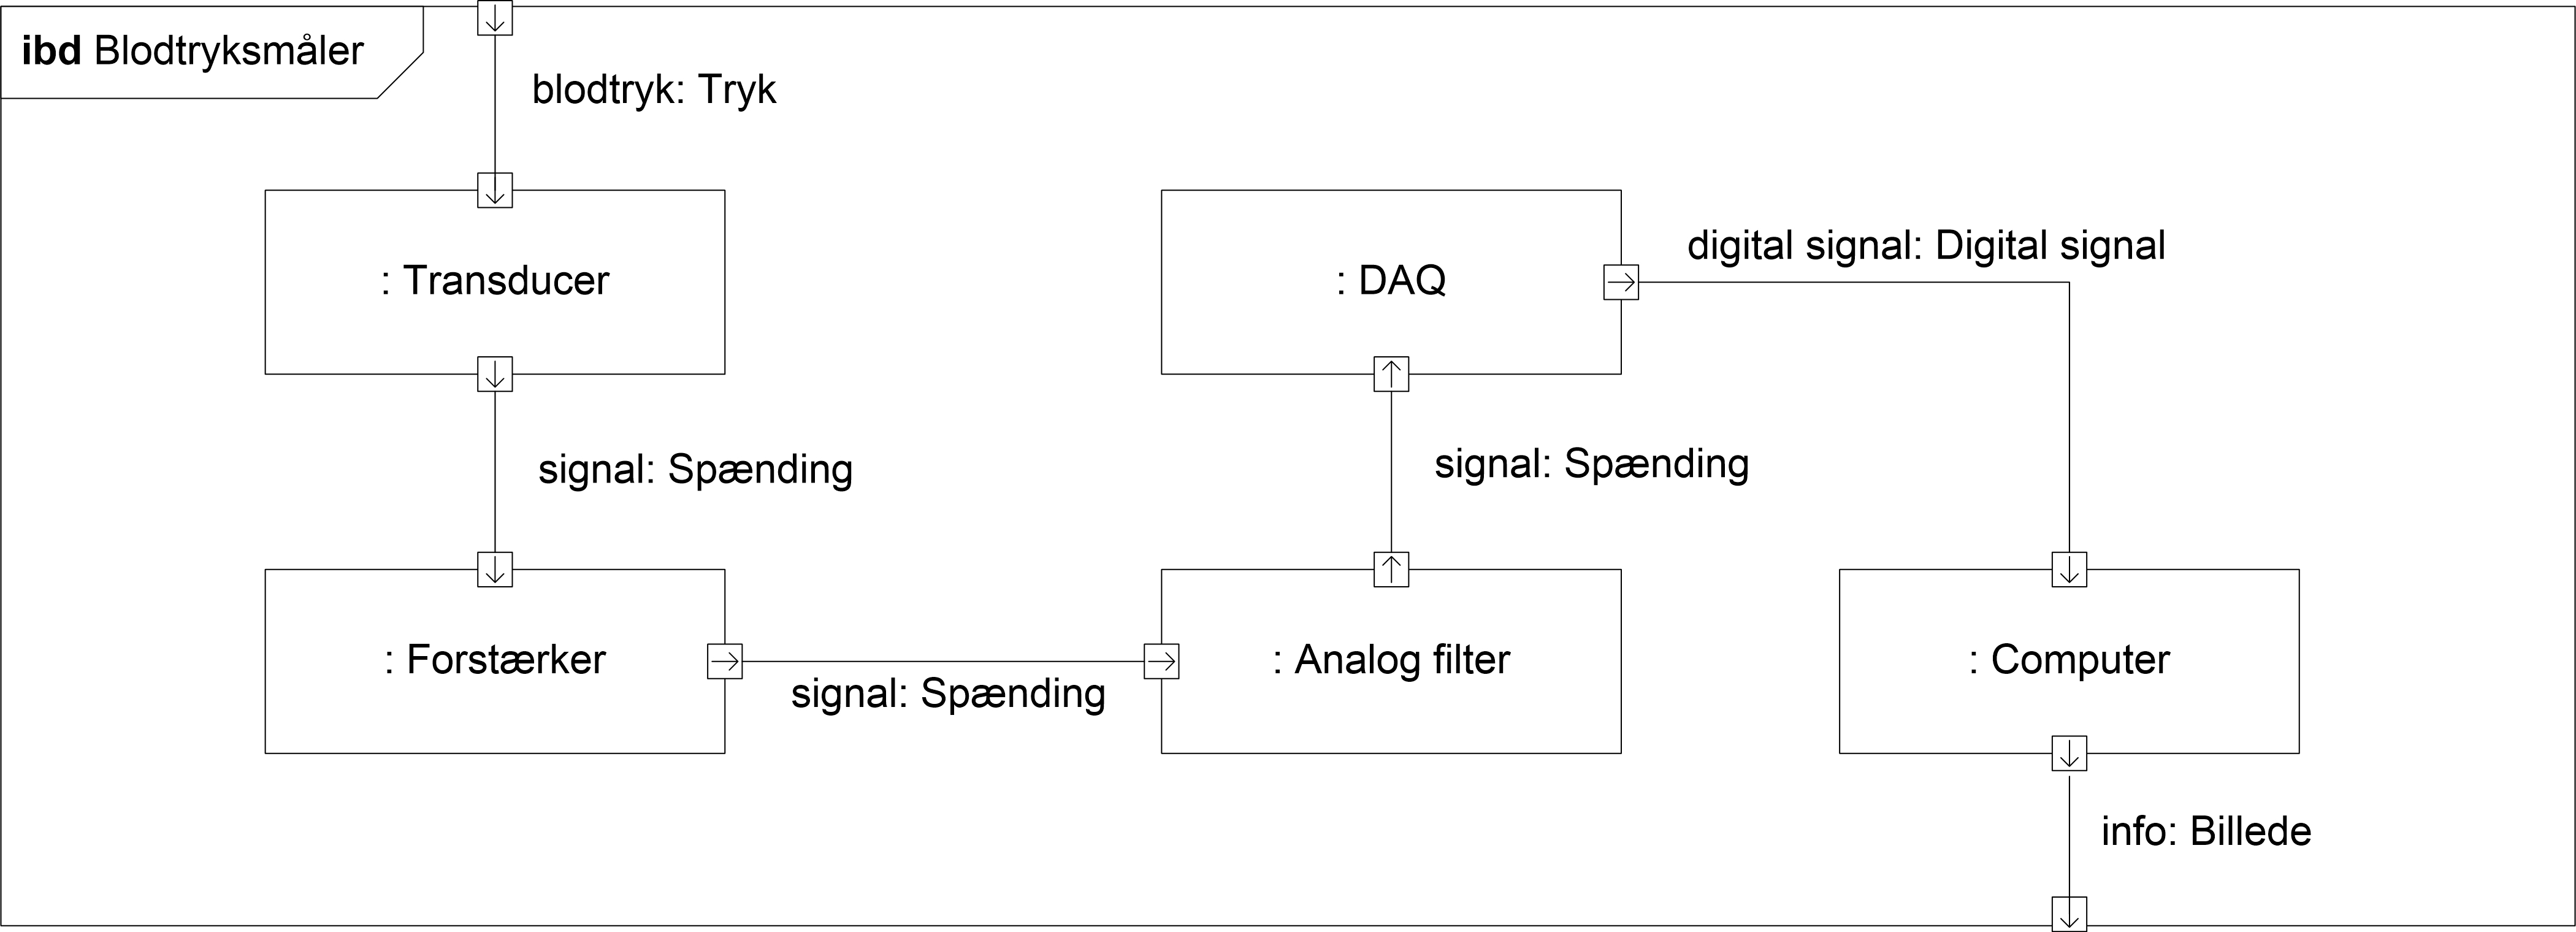 ibd Blodtryksmåler
blodtryk: Tryk
: Transducer
signal: Spænding
: Forstærker
signal: Spænding
: Analog filter
signal: Spænding
: DAQ
digital signal: Digital signal
: Computer
info: Billede